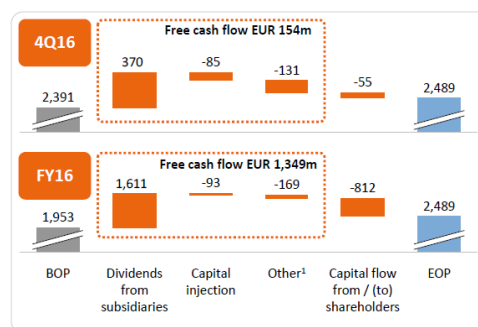 4Q16
Free cash flow EUR 154m
2,391
370
-85
-131
-55
2,489
FY16
Free cash flow EUR 1,349m
1,953
1,611
-93
-169
-812
2,489
BOP
Dividends
from
subsidiaries
Capital
injection
Other¹
Capital flow
from / (to)
shareholders
EOP